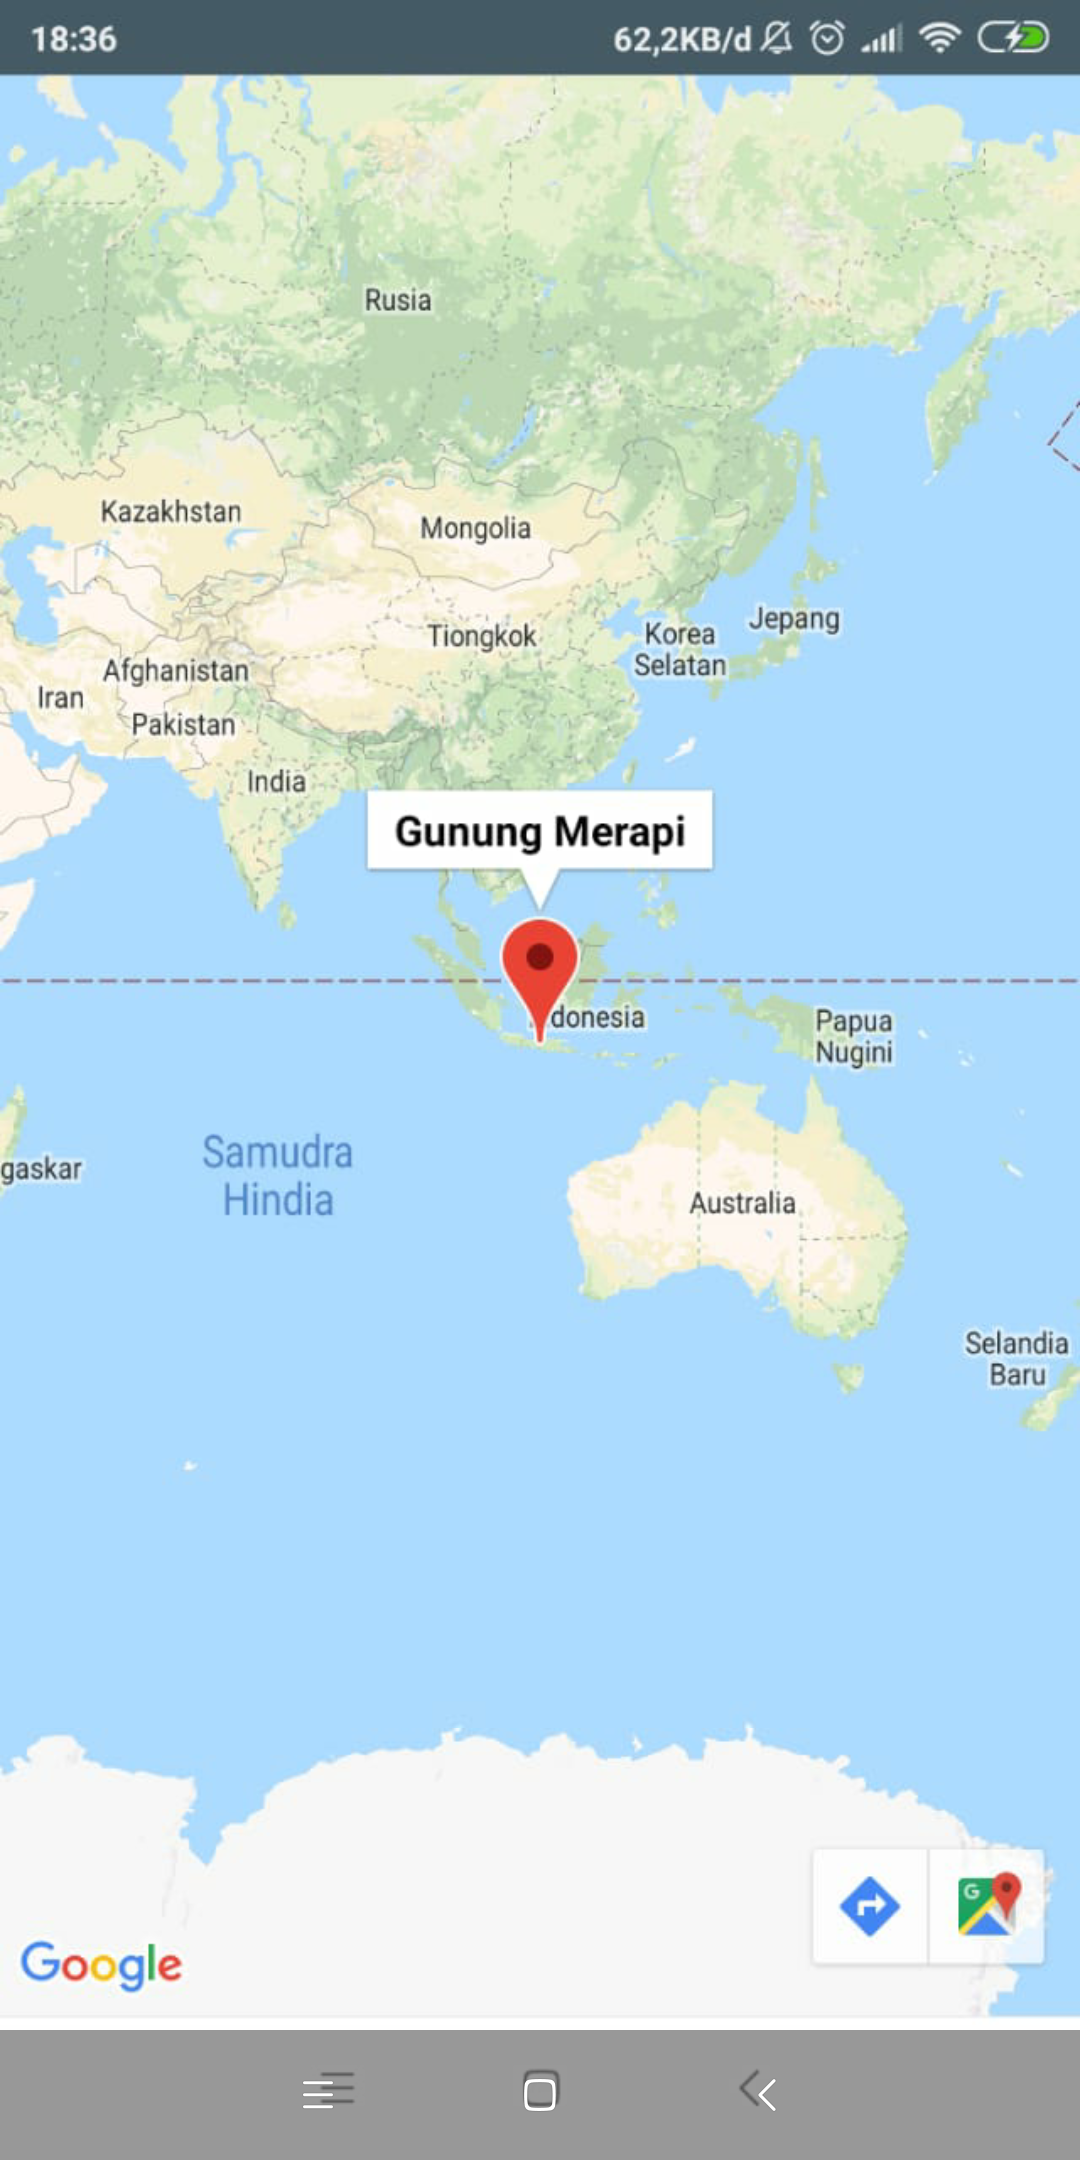 18:36
62,2KB/d
Rusia
Kazakhstan
Mongolia
Jepang
Tiongkok
Korea
Selatan
Afghanistan
Iran
Pakistan
India
Gunung Merapi
donesia
Papua
Nugini
Samudra
Hindia
gaskar
Australia
Selandia
Baru
G
Google